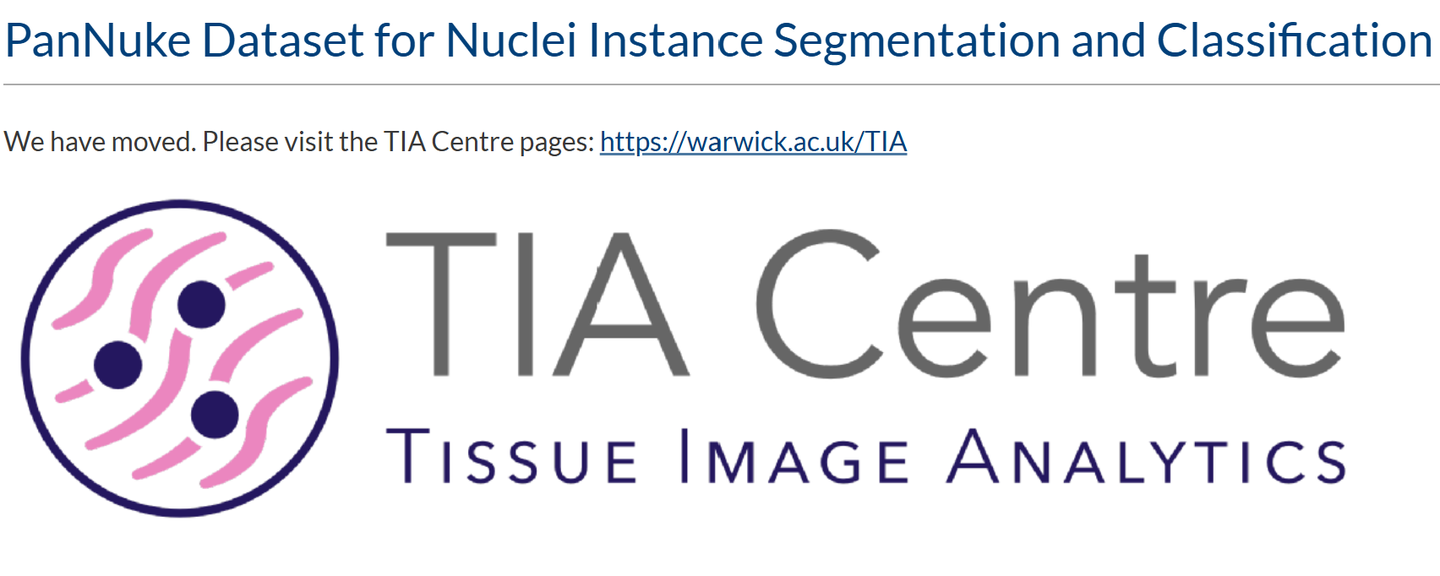 PanNuke Dataset for Nuclei Instance Segmentation and Classification
We have moved. Please visit the TIA Centre pages: https://warwick.ac.uk/TIA
TIA Centre
TISSUE IMAGE ANALYTICS